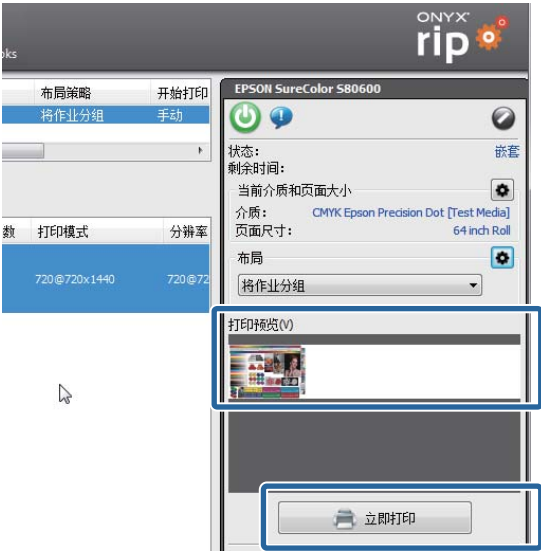 ONYX
rip
oks
布局策略 开始打印
将作业分组 手动
数 打印模式 分辨率
720@720x1440 720@72
EPSON SureColor S80600
状态: 嵌套
剩余时间:
当前介质和页面大小
介质: CMYK Epson Precision Dot [Test Media]
页面尺寸: 64 inch Roll
布局
将作业分组
打印预览(V)
立即打印